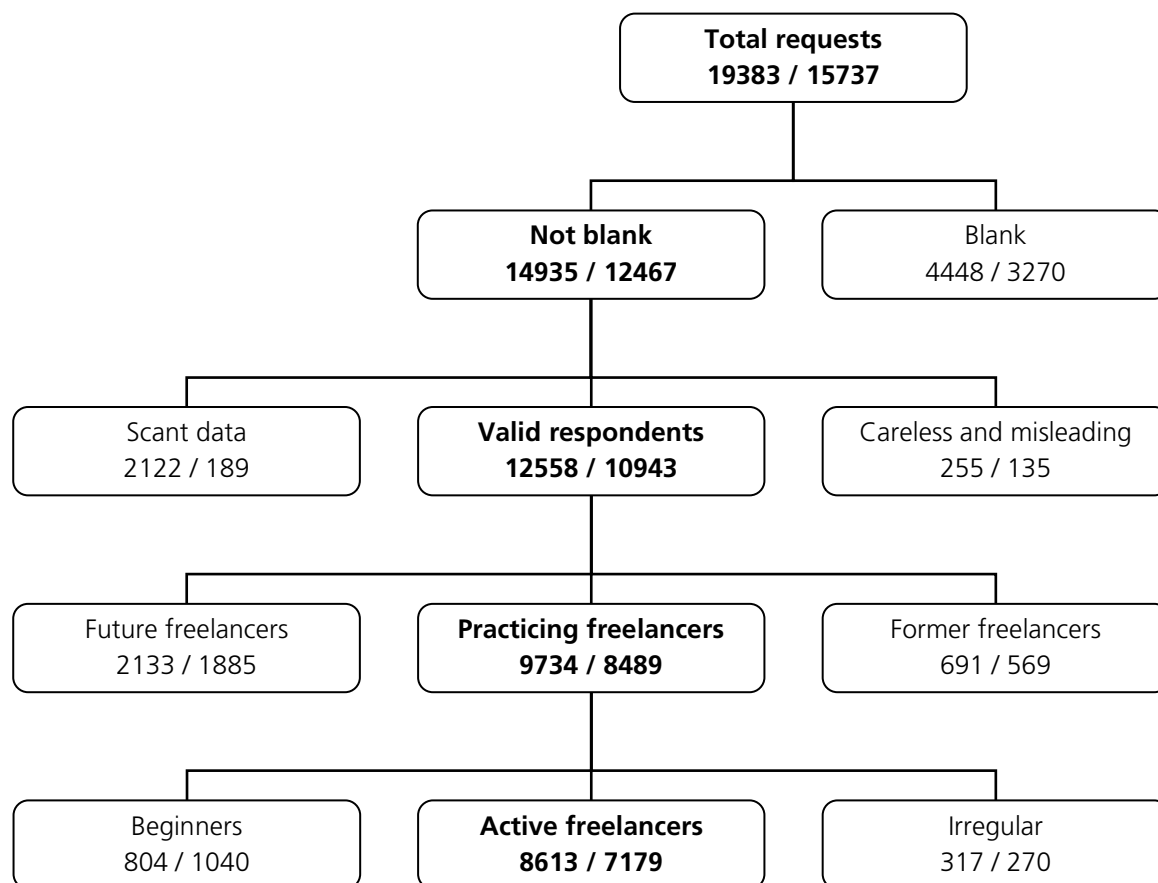 Total requests
19383 / 15737
Not blank
14935 / 12467
Blank
4448 / 3270
Scant data
2122 / 189
Valid respondents
12558 / 10943
Careless and misleading
255 / 135
Future freelancers
2133 / 1885
Practicing freelancers
9734 / 8489
Former freelancers
691 / 569
Beginners
804 / 1040
Active freelancers
8613 / 7179
Irregular
317 / 270